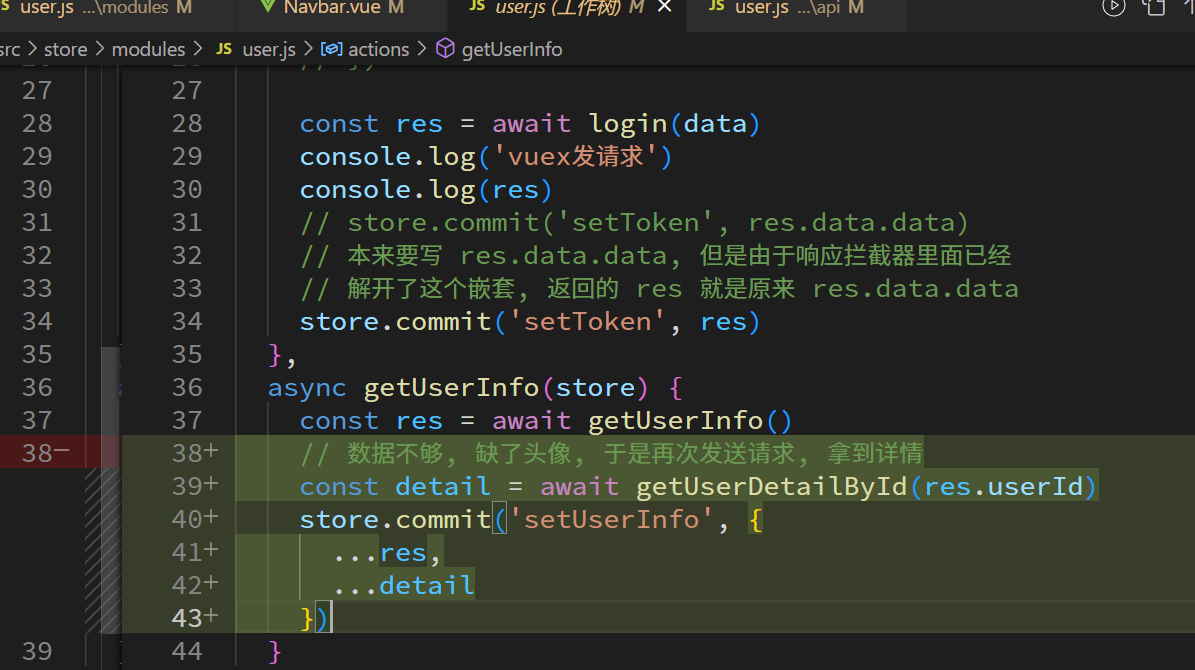 user.js ...\modules M
Navbar.vue M
JS user.js (工作树) M
JS user.js ...\api M
src > store > modules > JS user.js > actions > getUserInfo
27 27
28 28 const res = await login(data)
29 29 console.log('vuex发请求')
30 30 console.log(res)
31 31 // store.commit('setToken', res.data.data)
32 32 // 本来要写 res.data.data, 但是由于响应拦截器里面已经
33 33 // 解开了这个嵌套, 返回的 res 就是原来 res.data.data
34 34 store.commit('setToken', res)
35 35 },
36 36 async getUserInfo(store) {
37 37 const res = await getUserInfo()
38− 38+ // 数据不够, 缺了头像, 于是再次发送请求, 拿到详情
39+ const detail = await getUserDetailById(res.userId)
40+ store.commit('setUserInfo', {
41+ ...res,
42+ ...detail
43+ })
39 44 }